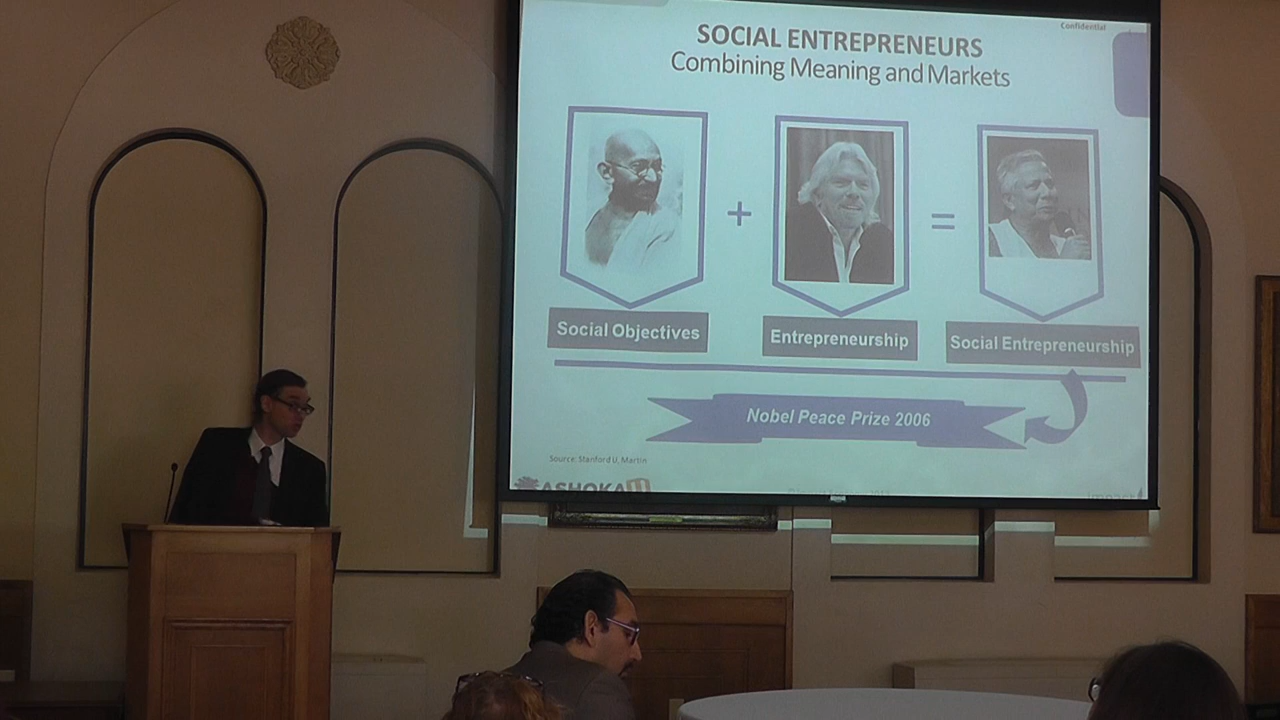 Confidential
SOCIAL ENTREPRENEURS
Combining Meaning and Markets
+
=
Social Objectives
Entrepreneurship
Social Entrepreneurship
Nobel Peace Prize 2006
Source: Stanford U, Martin
ASHOKA U